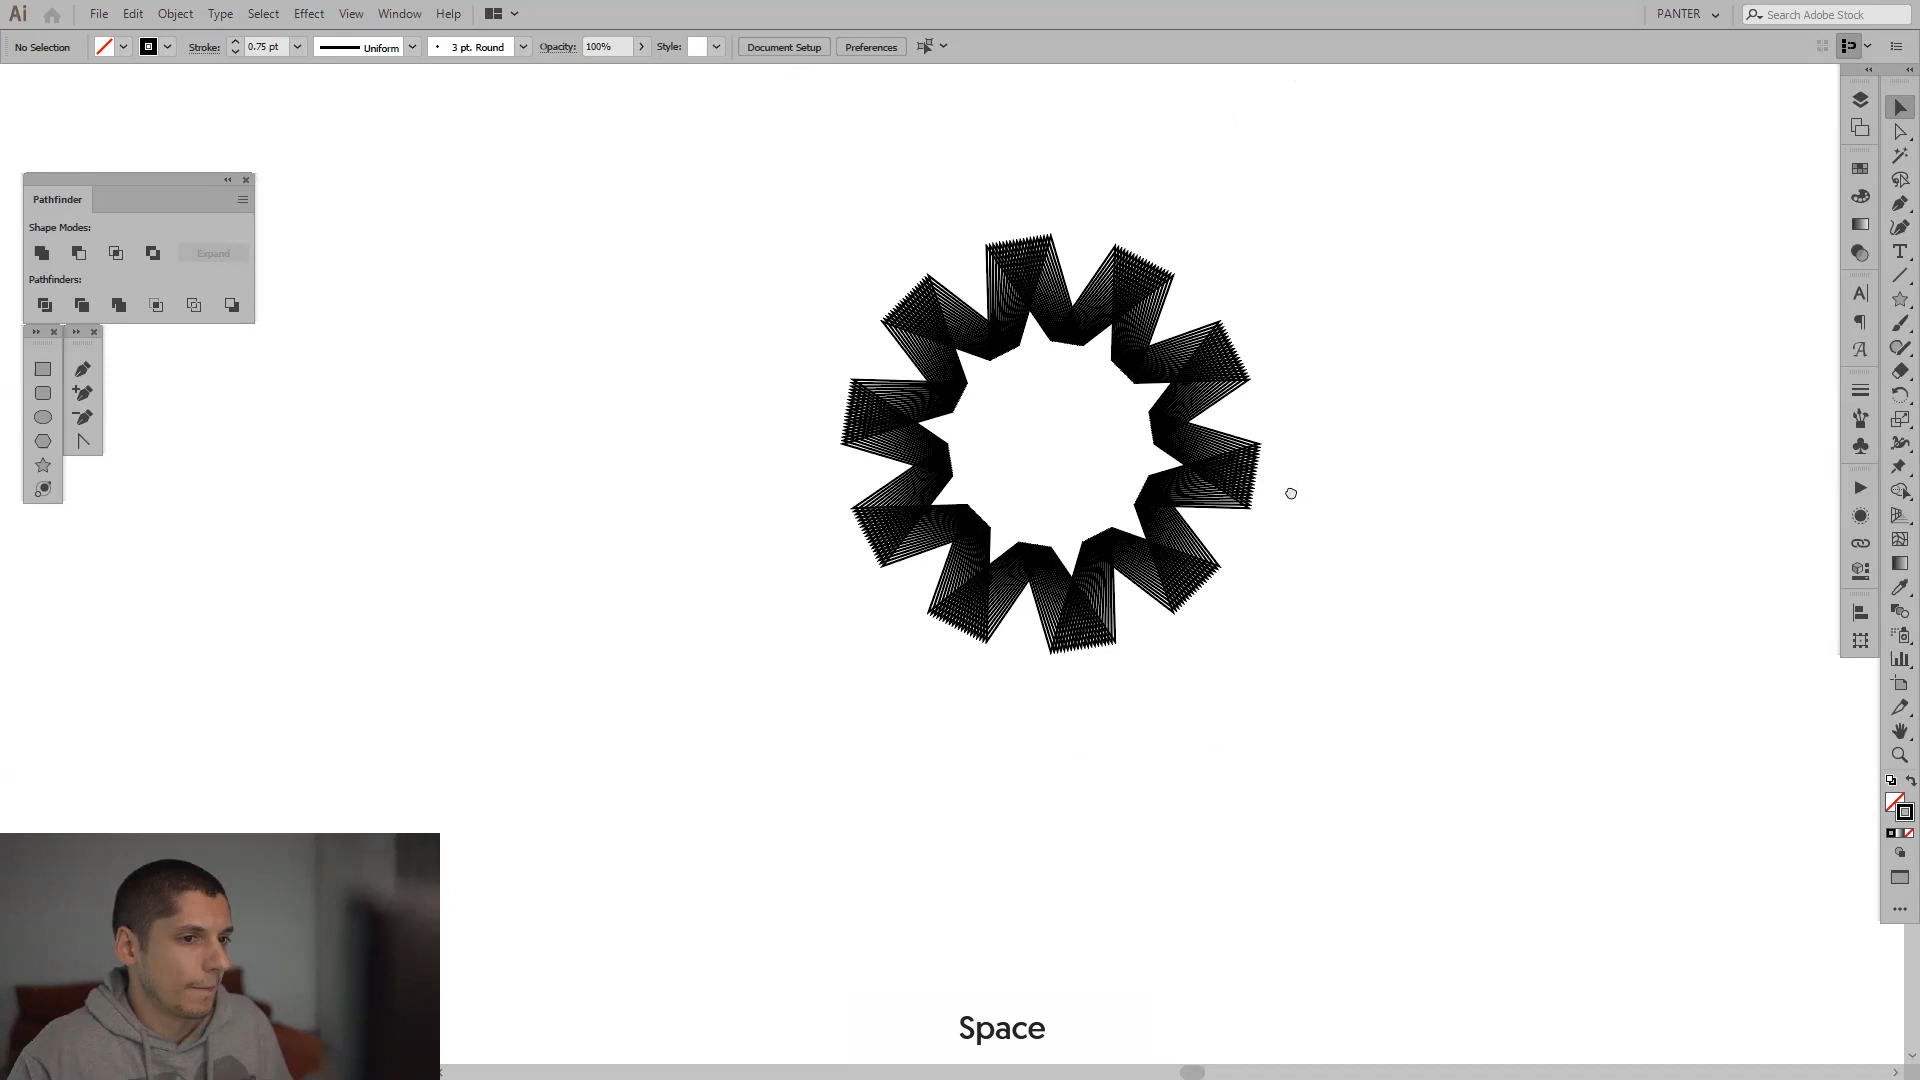 Ai File Edit Object Type Select Effect View Window Help PANTER Search Adobe Stock
No Selection Stroke: 0.75 pt Uniform 3 pt. Round Opacity: 100% Style: Document Setup Preferences
Pathfinder
Shape Modes:
Expand
Pathfinders:
Space